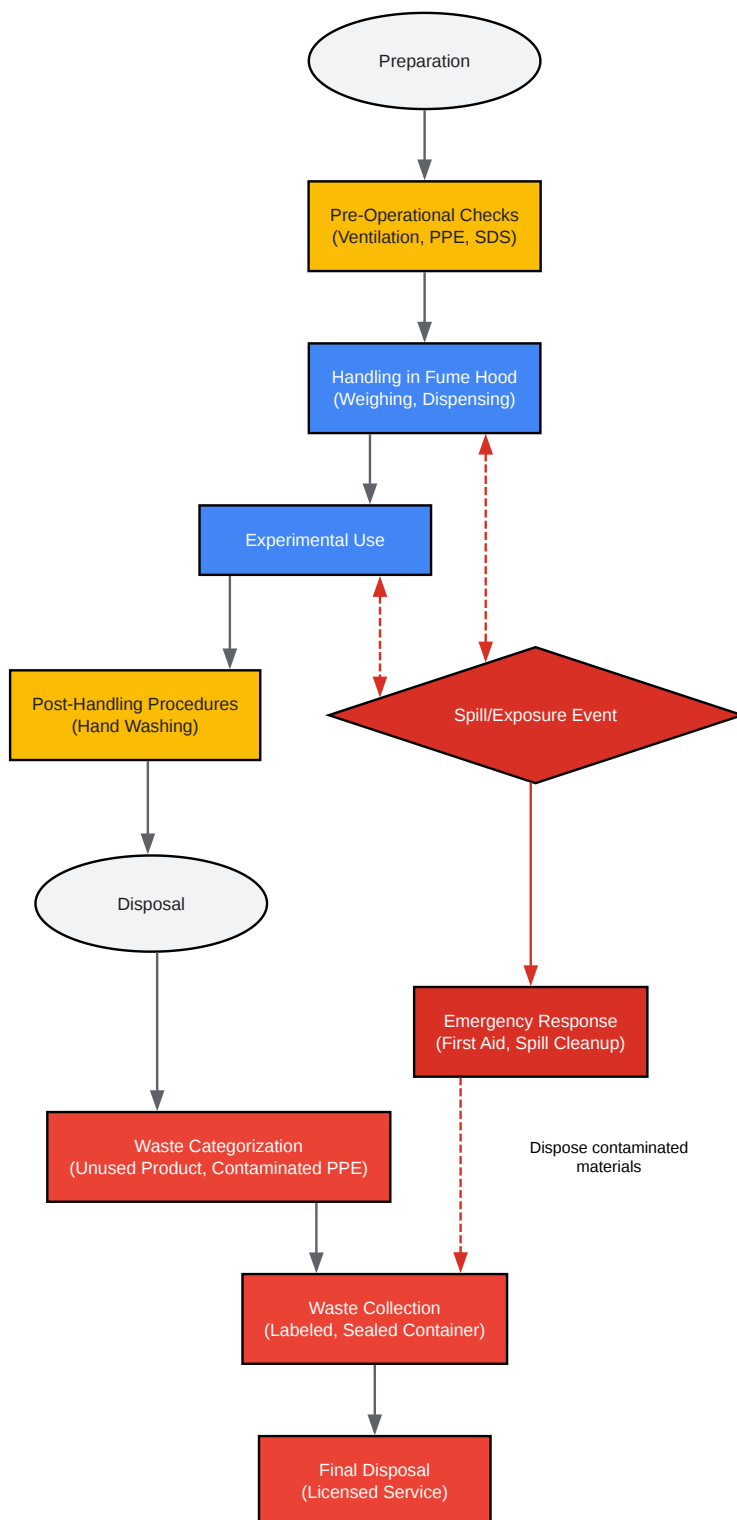 Preparation
Pre-Operational Checks
(Ventilation, PPE, SDS)
Handling in Fume Hood
(Weighing, Dispensing)
Experimental Use
Post-Handling Procedures
(Hand Washing)
Spill/Exposure Event
Disposal
Emergency Response
(First Aid, Spill Cleanup)
Waste Categorization
(Unused Product, Contaminated PPE)
Dispose contaminated
materials
Waste Collection
(Labeled, Sealed Container)
Final Disposal
(Licensed Service)